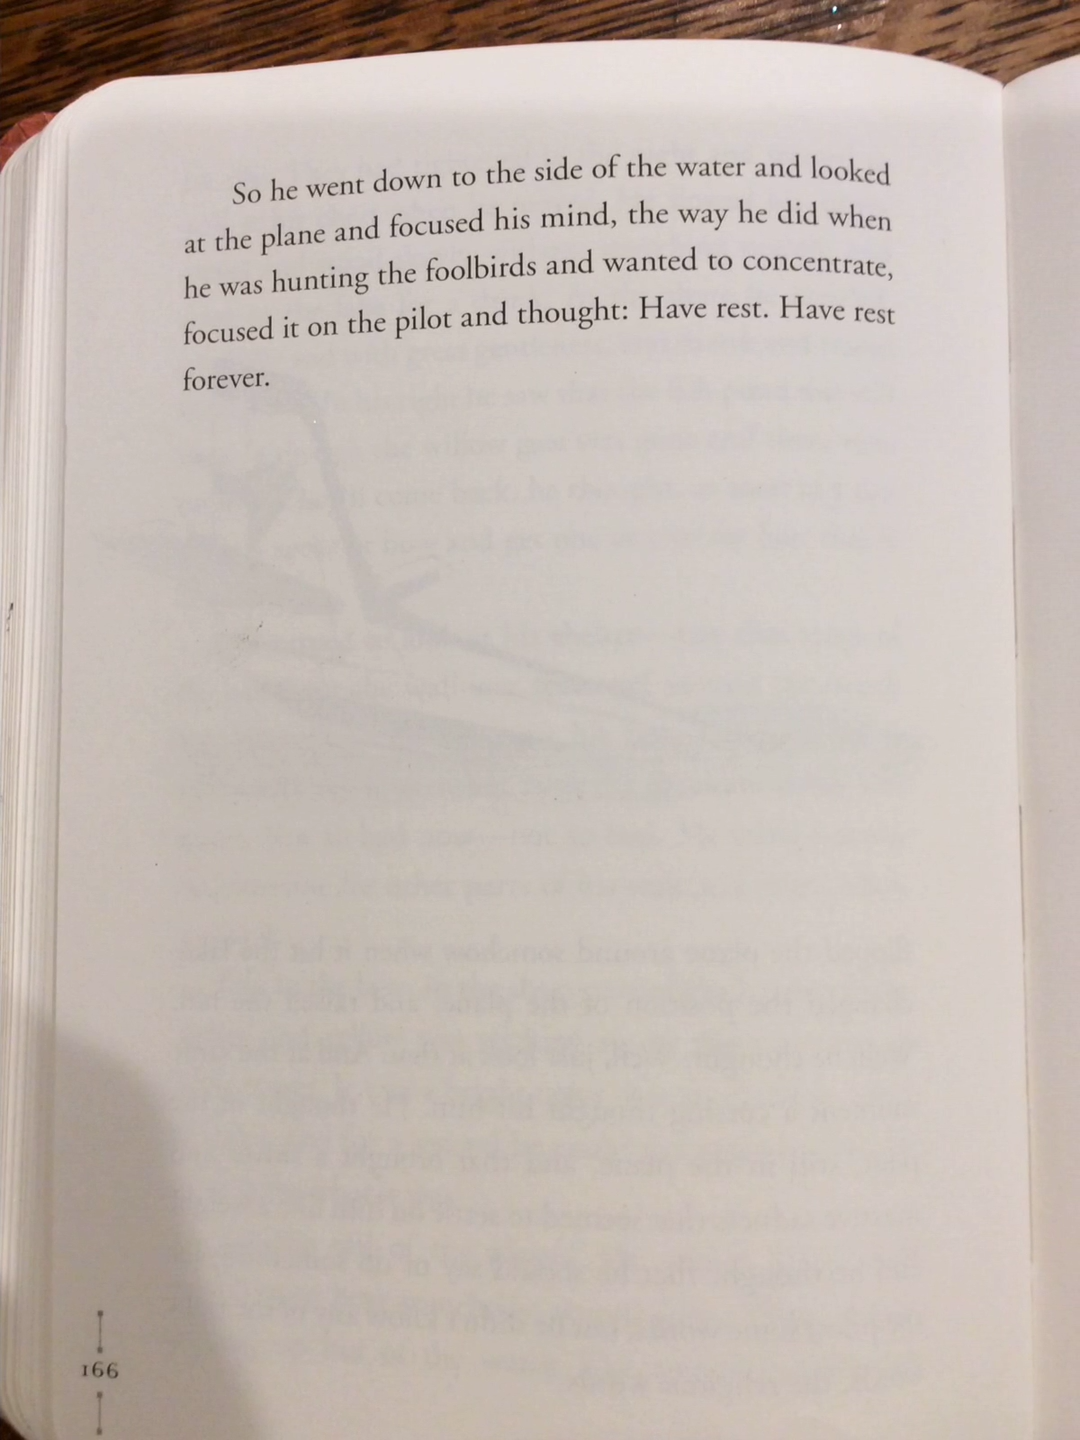 So he went down to the side of the water and looked
at the plane and focused his mind, the way he did when
he was hunting the foolbirds and wanted to concentrate,
focused it on the pilot and thought: Have rest. Have rest
forever.
166